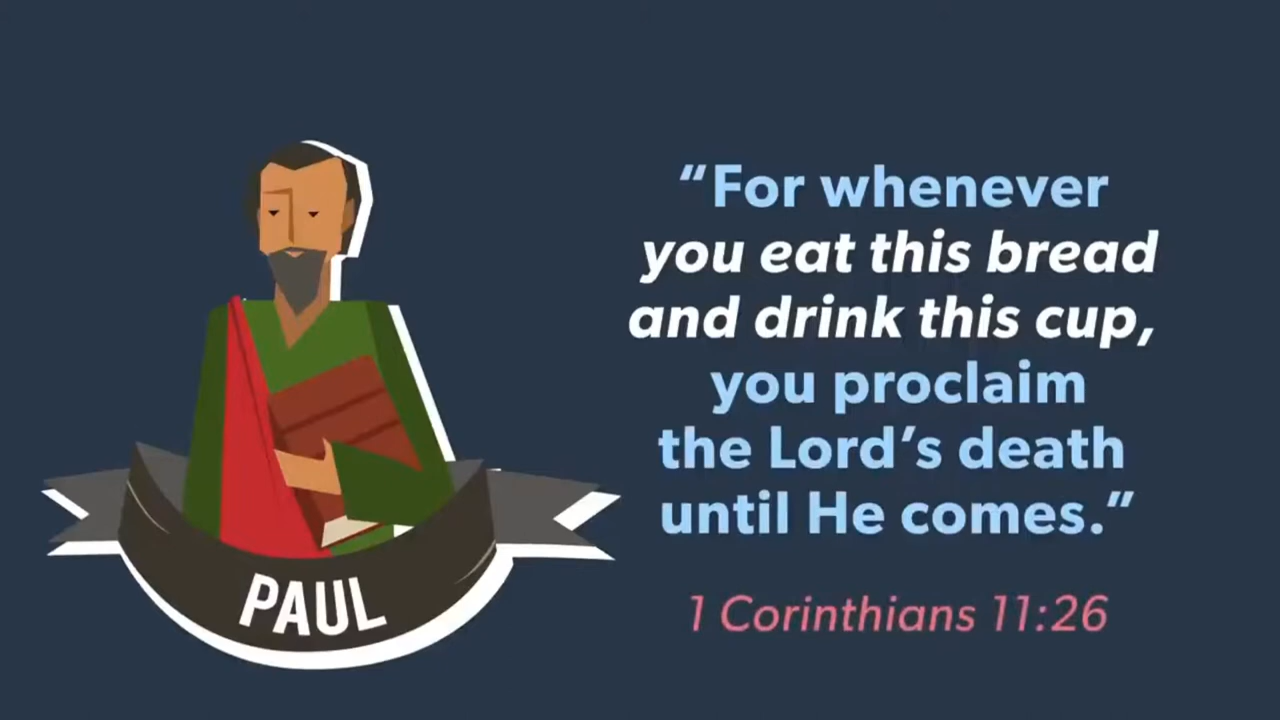 “For whenever
you eat this bread
and drink this cup,
you proclaim
the Lord’s death
until He comes.”
1 Corinthians 11:26
PAUL